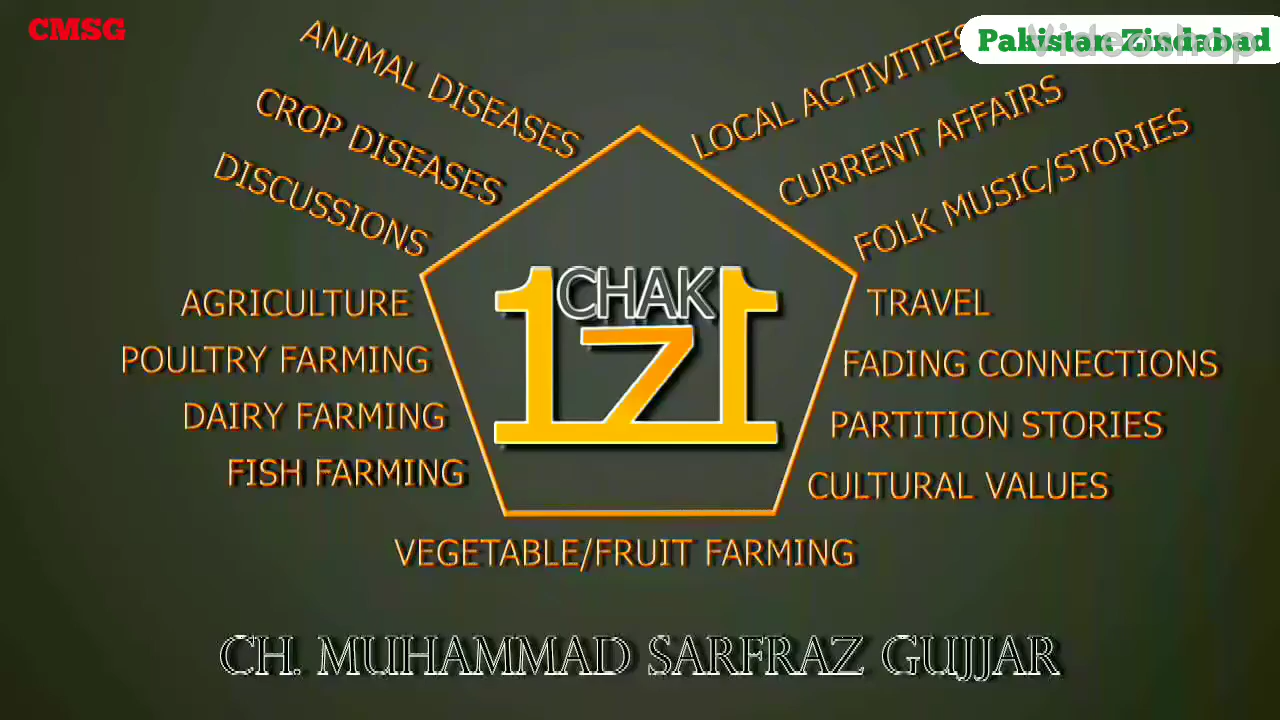 CMSG
Pakistan Zindabad
Videoshop
ANIMAL DISEASES
CROP DISEASES
DISCUSSIONS
AGRICULTURE
POULTRY FARMING
DAIRY FARMING
FISH FARMING
VEGETABLE/FRUIT FARMING
LOCAL ACTIVITIES
CURRENT AFFAIRS
FOLK MUSIC/STORIES
TRAVEL
FADING CONNECTIONS
PARTITION STORIES
CULTURAL VALUES
CHAK
171
CH. MUHAMMAD SARFRAZ GUJJAR